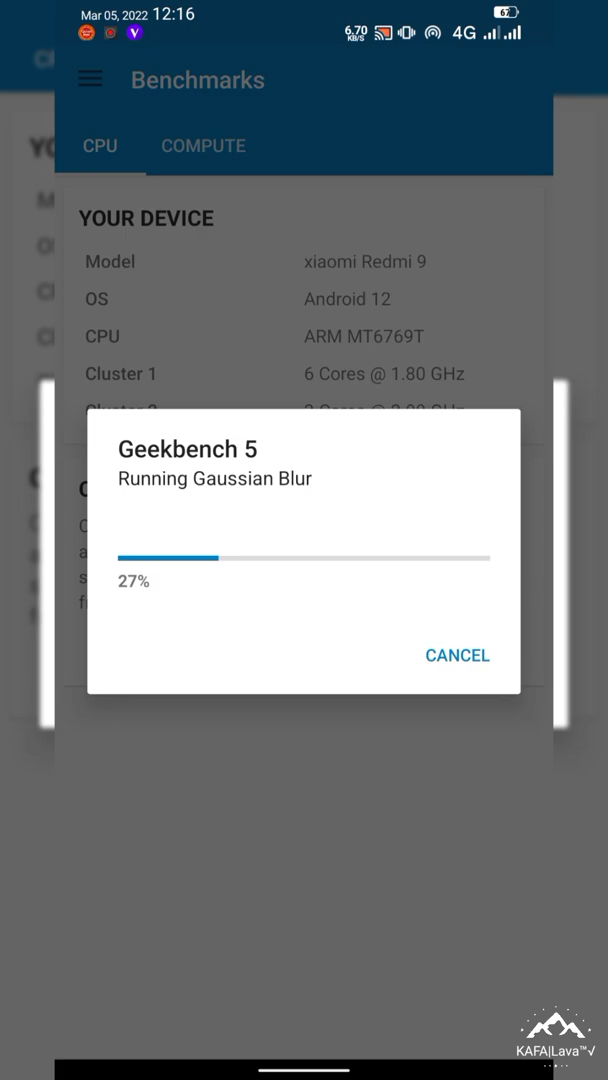 Mar 05, 2022 12:16
67
6.70
KB/S
4G
V
Benchmarks
CPU COMPUTE
YOUR DEVICE
Model xiaomi Redmi 9
OS Android 12
CPU ARM MT6769T
Cluster 1 6 Cores @ 1.80 GHz
Geekbench 5
Running Gaussian Blur
27%
CANCEL
KAFA|Lava™√